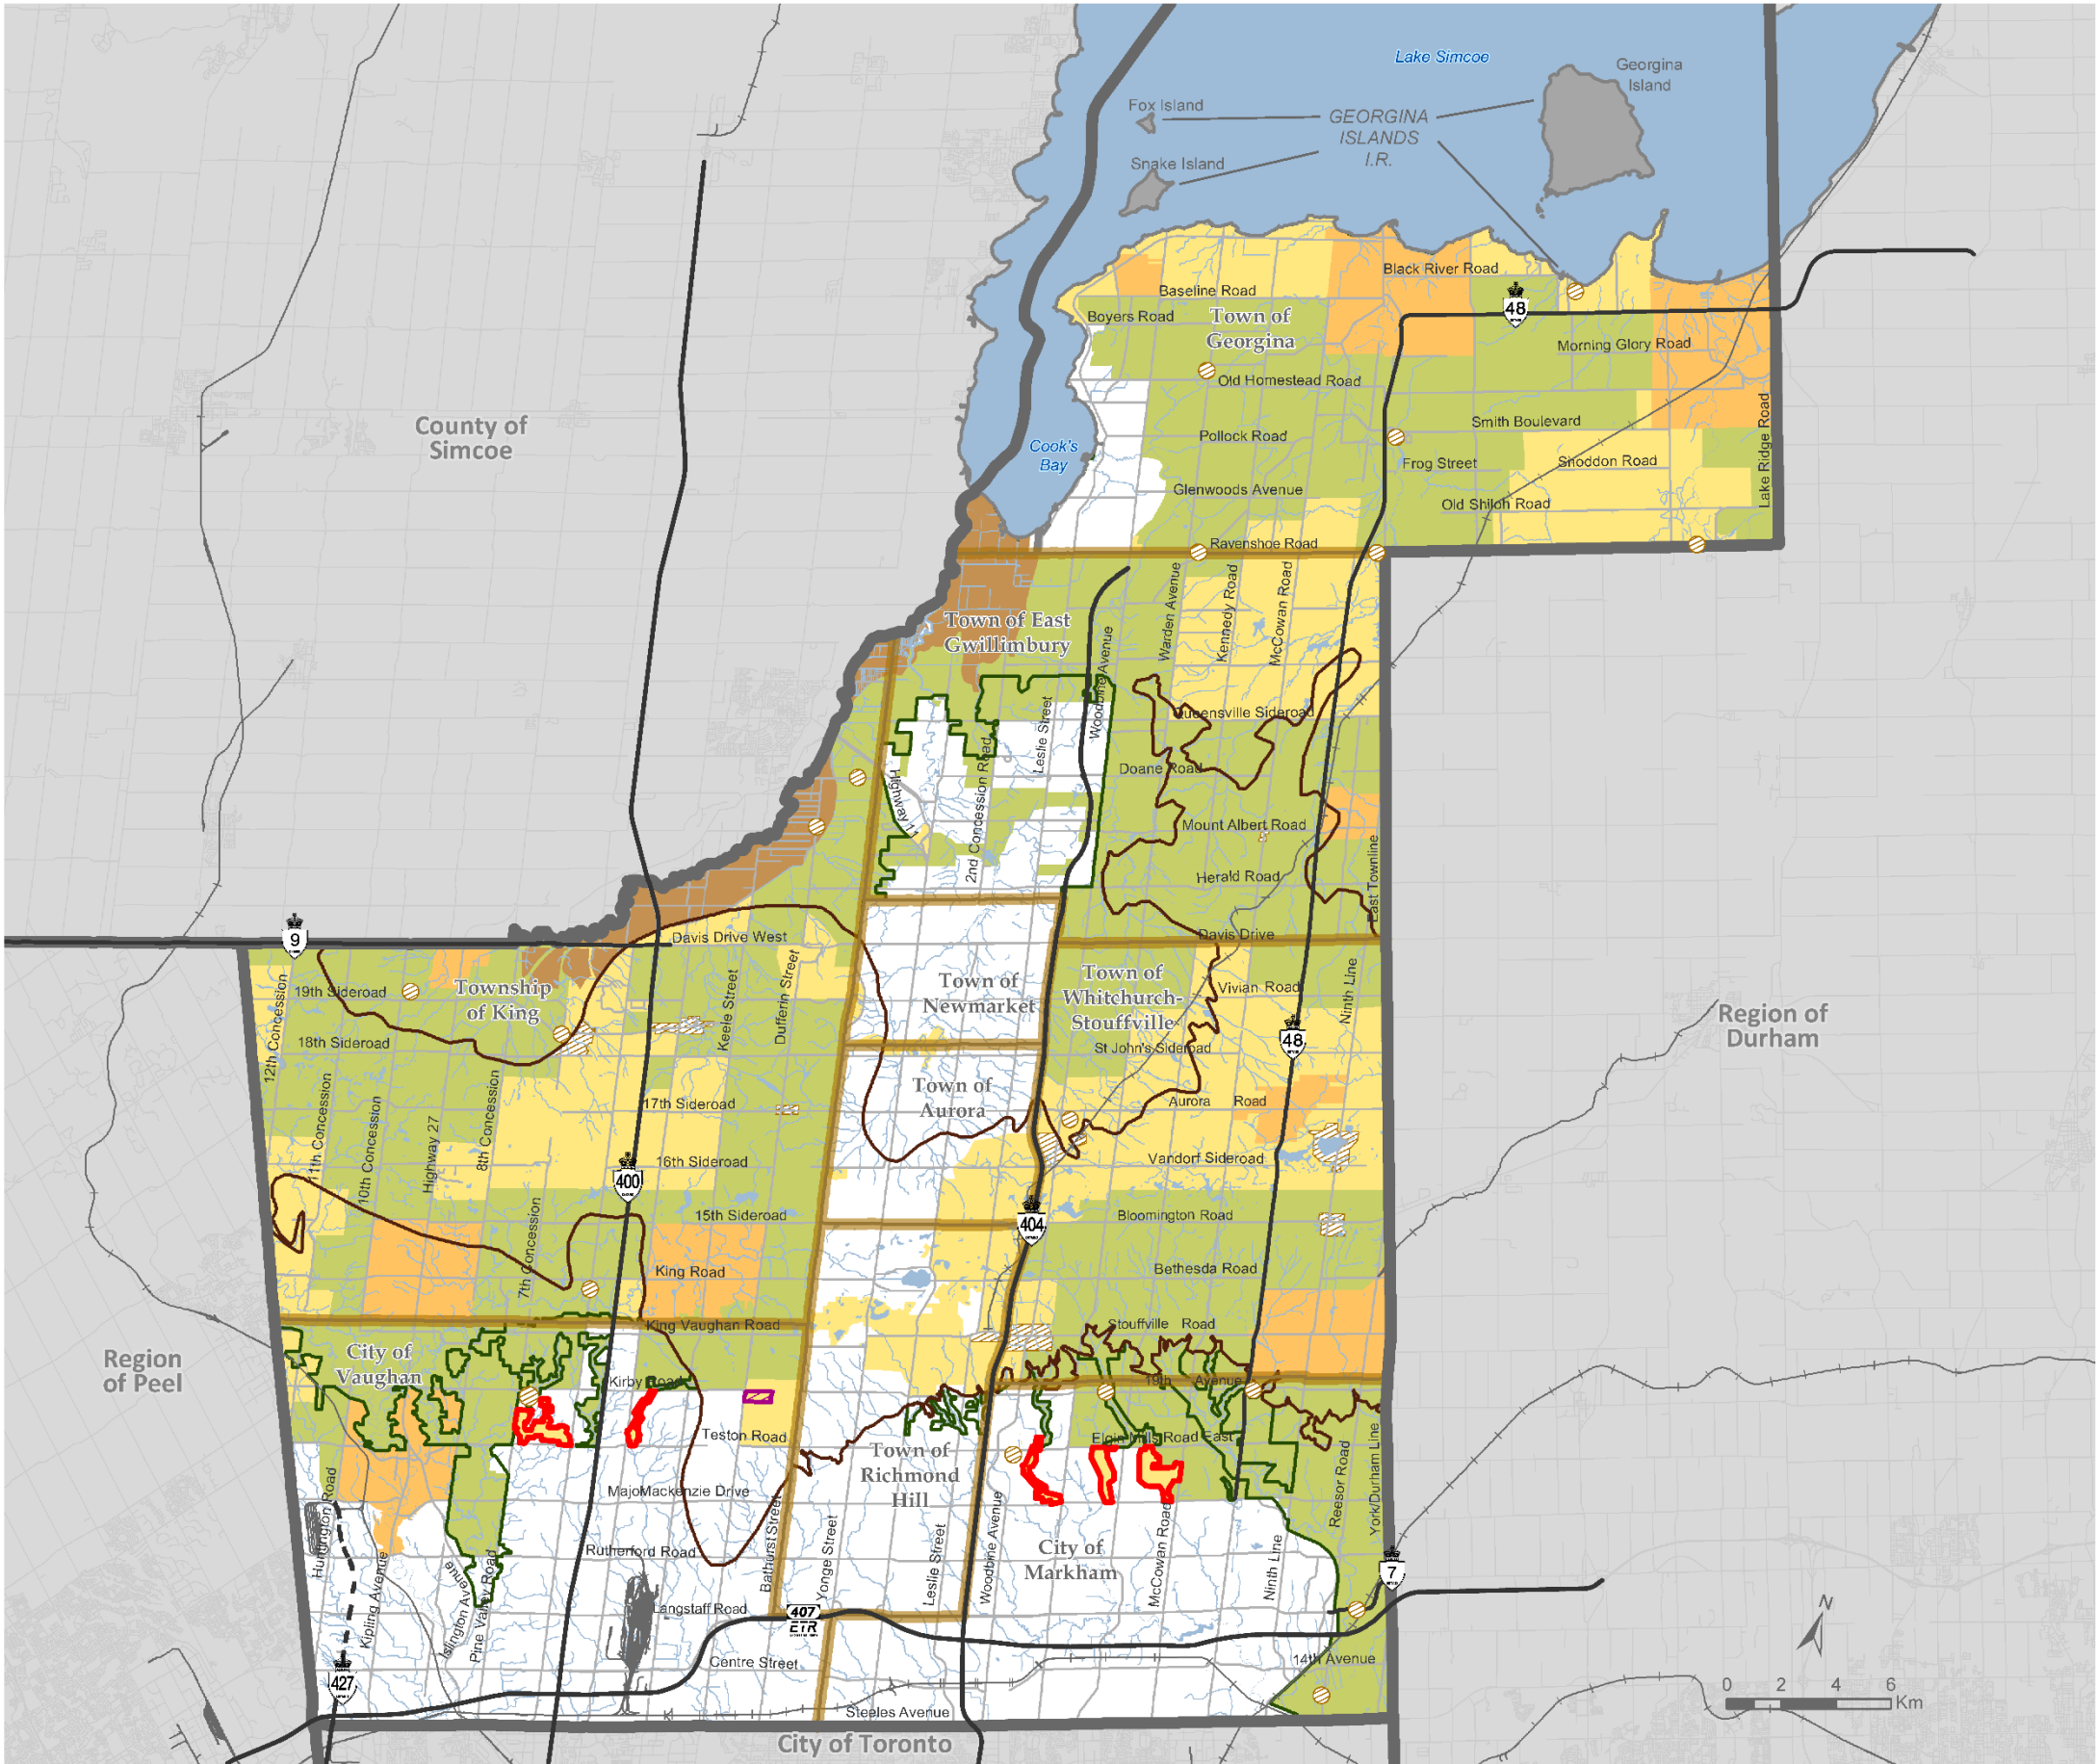 Lake Simcoe
Georgina
Island
Fox Island
GEORGINA
ISLANDS
I.R.
Snake Island
Black River Road
Baseline Road
48
Boyers Road
Town of
Georgina
Morning Glory Road
Old Homestead Road
County of
Simcoe
Smith Boulevard
Pollock Road
Cook's
Bay
Frog Street
Snoddon Road
Lake Ridge Road
Glenwoods Avenue
Old Shiloh Road
Ravenshoe Road
Town of East
Gwillimbury
Warden Avenue
Kennedy Road
McCowan Road
Woodbine Avenue
Leslie Street
Queensville Sideroad
Doane Road
Highway 11
2nd Concession Road
Mount Albert Road
Herald Road
East Townline
9
Davis Drive West
Davis Drive
12th Concession
19th Sideroad
Township
of King
Keele Street
Dufferin Street
Town of
Newmarket
Town of
Whitchurch-
Stouffville
Vivian Road
Ninth Line
Region of
Durham
18th Sideroad
St John's Sideroad
48
11th Concession
10th Concession
Highway 27
8th Concession
17th Sideroad
Town of
Aurora
Aurora Road
16th Sideroad
Vandorf Sideroad
400
7th Concession
15th Sideroad
404
Bloomington Road
King Road
Bethesda Road
King Vaughan Road
Stouffville Road
Region
of Peel
City of
Vaughan
Kirby Road
19th Avenue
Teston Road
Town of
Richmond
Hill
Elgin Mills Road East
Huntington Road
Major Mackenzie Drive
Reesor Road
York/Durham Line
Rutherford Road
Bathurst Street
Yonge Street
Leslie Street
Woodbine Avenue
City of
Markham
McCowan Road
Ninth Line
7
Kipling Avenue
Islington Avenue
Pine Valley Road
Langstaff Road
407
ETR
Centre Street
14th Avenue
427
Steeles Avenue
City of Toronto
N
0 2 4 6
Km